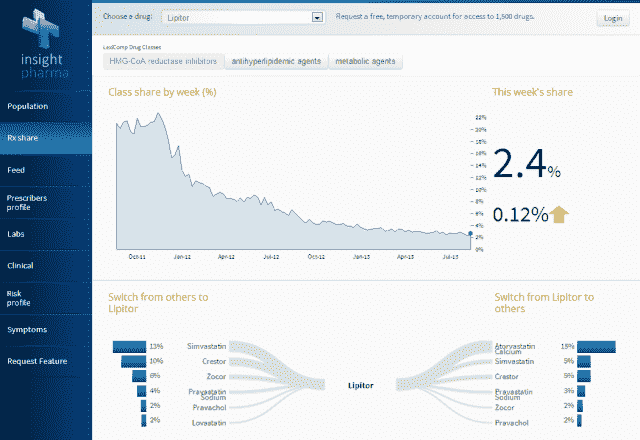 Choose a drug:
Lipitor
Request a free, temporary account for access to 1,500 drugs.
Login
insight
pharma
LexiComp Drug Classes
HMG-CoA reductase inhibitors
antihyperlipidemic agents
metabolic agents
Population
Rx share
Feed
Prescribers
profile
Labs
Clinical
Risk
profile
Symptoms
Request Feature
Class share by week (%)
22%
20%
18%
16%
14%
12%
10%
8%
6%
4%
2%
0%
Oct-11
Jan-12
Apr-12
Jul-12
Oct-12
Jan-13
Apr-13
Jul-13
This week's share
2.4%
0.12%
Switch from others to
Lipitor
13%
10%
6%
4%
2%
2%
Simvastatin
Crestor
Zocor
Pravastatin
Sodium
Pravachol
Lovastatin
Lipitor
Switch from Lipitor to
others
Atorvastatin
Calcium
Simvastatin
Crestor
Pravastatin
Sodium
Zocor
Pravachol
15%
5%
5%
3%
2%
2%